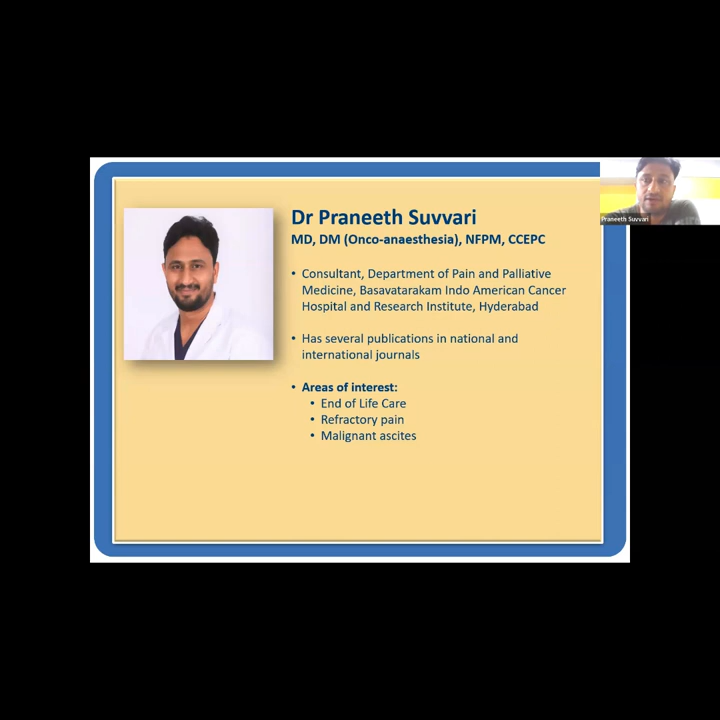 Dr Praneeth Suvvari
MD, DM (Onco-anaesthesia), NFPM, CCEPC
• Consultant, Department of Pain and Palliative
Medicine, Basavatarakam Indo American Cancer
Hospital and Research Institute, Hyderabad
• Has several publications in national and
international journals
• Areas of interest:
• End of Life Care
• Refractory pain
• Malignant ascites
Praneeth Suvvari